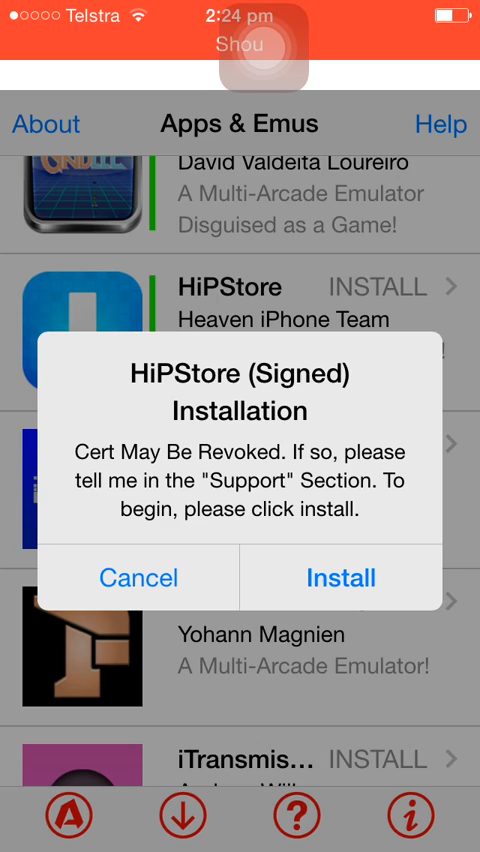 Telstra 2:24 pm
Shou
About Apps & Emus Help
David Valdeita Loureiro
A Multi-Arcade Emulator
Disguised as a Game!
HiPStore INSTALL
Heaven iPhone Team
HiPStore (Signed)
Installation
Cert May Be Revoked. If so, please
tell me in the "Support" Section. To
begin, please click install.
Cancel Install
Yohann Magnien
A Multi-Arcade Emulator!
iTransmis... INSTALL